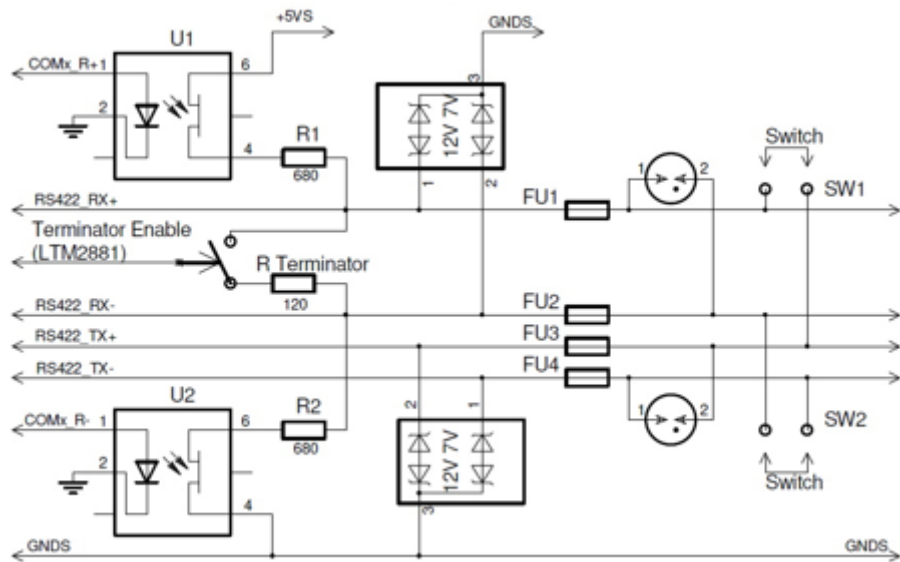 +5VS
GNDS
U1
COMx_R+ 1
6
2
4
R1
680
3
12V 7V
1
2
1
2
Switch
SW1
RS422_RX+
FU1
Terminator Enable
(LTM2881)
R Terminator
120
RS422_RX-
FU2
RS422_TX+
FU3
RS422_TX-
FU4
U2
COMx_R- 1
6
2
4
R2
680
2
1
12V 7V
3
1
2
SW2
Switch
GNDS
GNDS